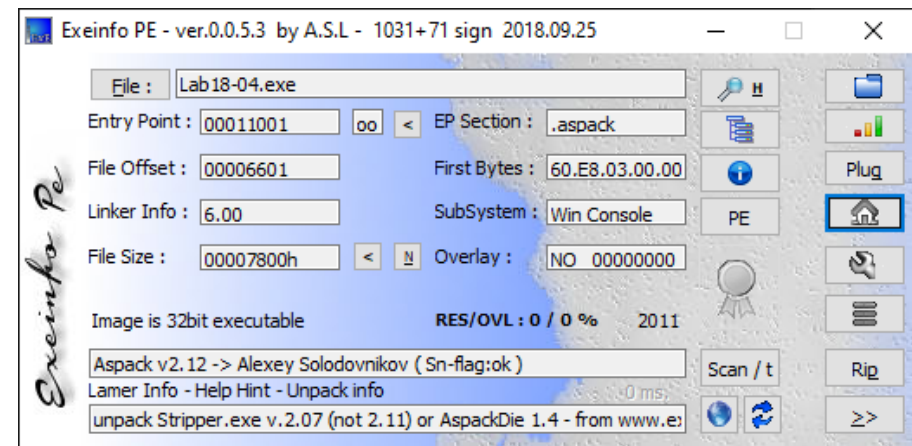 Exeinfo PE - ver.0.0.5.3 by A.S.L - 1031+71 sign 2018.09.25
File : Lab18-04.exe H
Entry Point : 00011001 oo < EP Section : .aspack
File Offset : 00006601 First Bytes : 60.E8.03.00.00 Plug
Linker Info : 6.00 SubSystem : Win Console PE
File Size : 00007800h < N Overlay : NO 00000000
Image is 32bit executable RES/OVL : 0 / 0 % 2011
Aspack v2.12 -> Alexey Solodovnikov ( Sn-flag:ok ) Scan / t Rip
Lamer Info - Help Hint - Unpack info 0 ms.
unpack Stripper.exe v.2.07 (not 2.11) or AspackDie 1.4 - from www.e >>
Exeinfo Pe